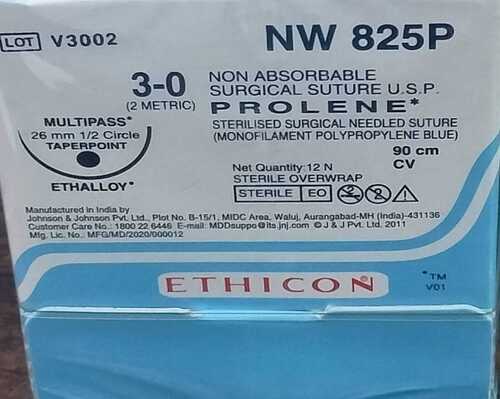 LOT V3002
NW 825P
3-0
(2 METRIC)
NON ABSORBABLE
SURGICAL SUTURE U.S.P.
PROLENE*
STERILISED SURGICAL NEEDLED SUTURE
(MONOFILAMENT POLYPROPYLENE BLUE)
MULTIPASS*
26 mm 1/2 Circle
TAPERPOINT
ETHALLOY*
90 cm
CV
Net Quantity:12 N
STERILE OVERWRAP
STERILE EO
Manufactured in India by
Johnson & Johnson Pvt. Ltd., Plot No. B-15/1, MIDC Area, Waluj, Aurangabad-MH (India)-431136
Customer Care No.: 1800 22 6446 E-mail: MDDsuppo@its.jnj.com © J & J Pvt. Ltd. 2011
Mfg. Lic. No.: MFG/MD/2020/000012
ETHICON
*TM
V01